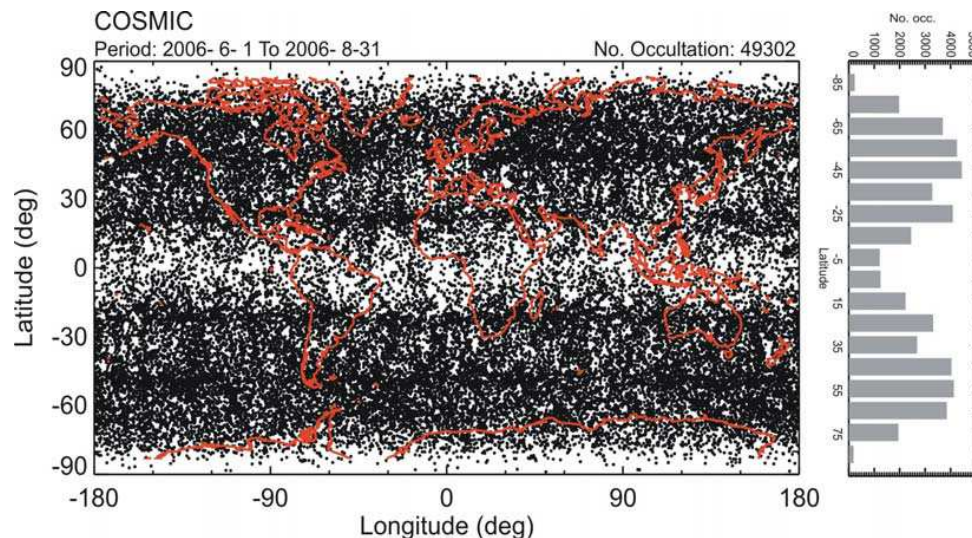 COSMIC
Period: 2006- 6- 1 To 2006- 8-31 No. Occultation: 49302
90
60
30
0
-30
-60
-90
Latitude (deg)
-180 -90 0 90 180
Longitude (deg)
No. occ.
0 1000 2000 3000 4000
-85
-65
-45
-25
-5
15
35
55
75
Latitude